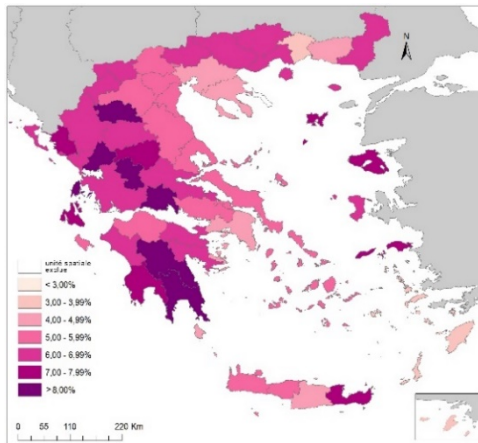 N
unité spatiale
exclue
< 3,00%
3,00 - 3,99%
4,00 - 4,99%
5,00 - 5,99%
6,00 - 6.99%
7,00 - 7.99%
> 8,00%
0 55 110 220 Km